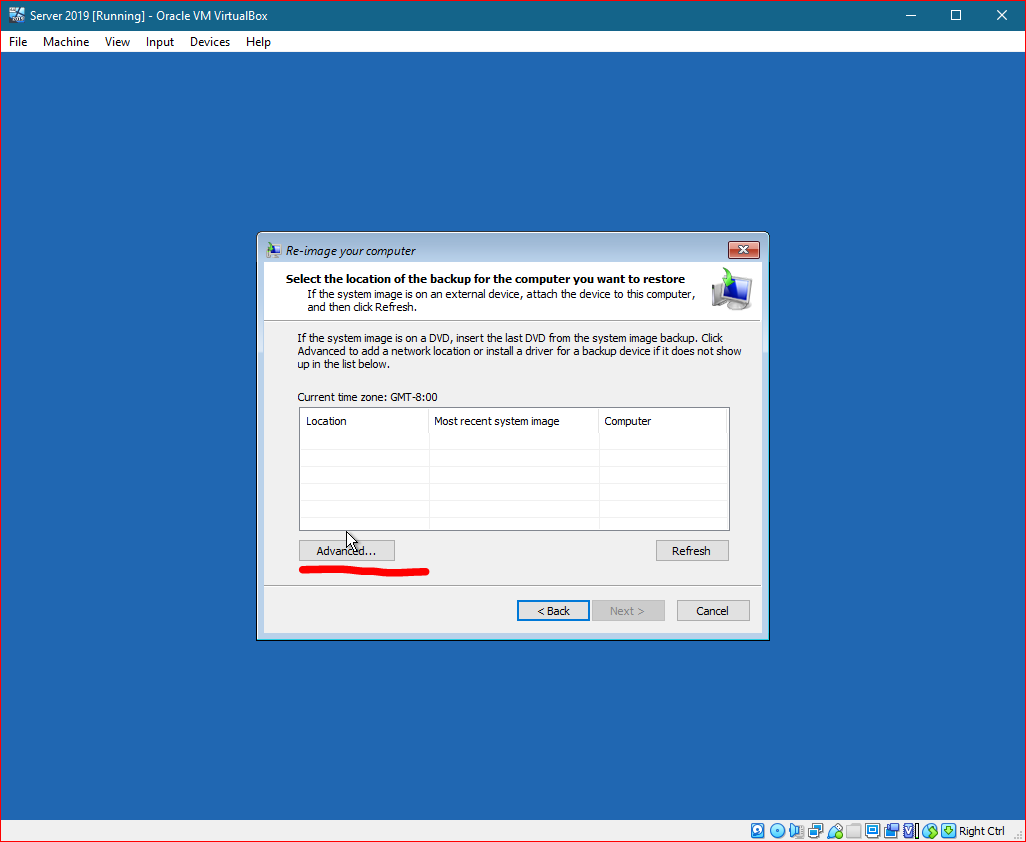 Server 2019 [Running] - Oracle VM VirtualBox
File Machine View Input Devices Help
Re-image your computer
Select the location of the backup for the computer you want to restore
If the system image is on an external device, attach the device to this computer,
and then click Refresh.
If the system image is on a DVD, insert the last DVD from the system image backup. Click
Advanced to add a network location or install a driver for a backup device if it does not show
up in the list below.
Current time zone: GMT-8:00
Location Most recent system image Computer
Advanced... Refresh
< Back Next > Cancel
Right Ctrl